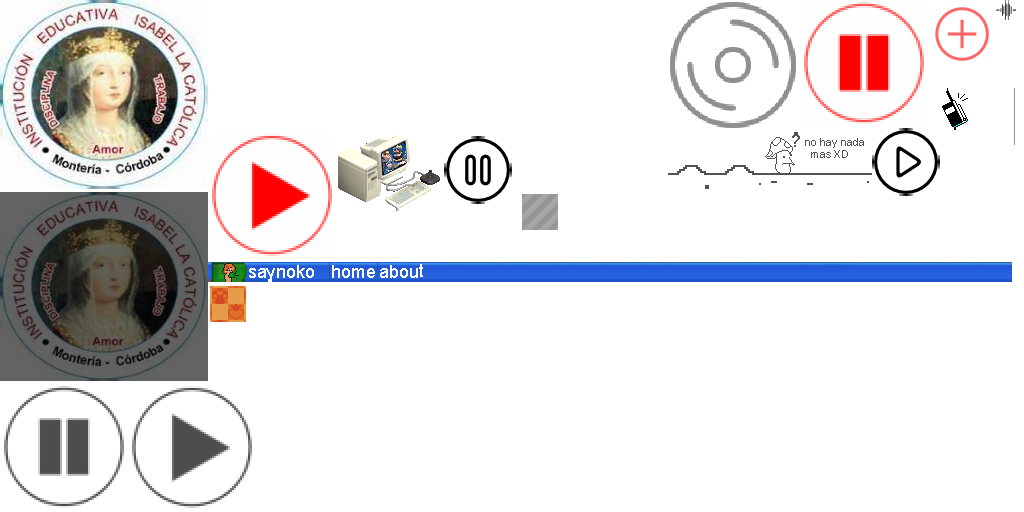 INSTITUCIÓN EDUCATIVA ISABEL LA CATÓLICA
DISCIPLINA
TRABAJO
Amor
Montería - Córdoba
no hay nada
mas XD
INSTITUCIÓN EDUCATIVA ISABEL LA CATÓLICA
DISCIPLINA
TRABAJO
Amor
Montería - Córdoba
saynoko home about